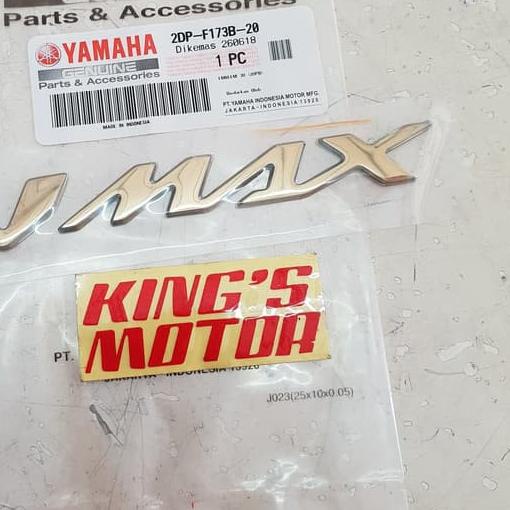 Parts & Accessories
YAMAHA
GENUINE
Parts & Accessories
2DP-F173B-20
Dikemas 260618
1 PC
PT.YAMAHA INDONESIA MOTOR MFG.
JAKARTA-INDONESIA 13920
MADE IN INDONESIA
MAX
KING'S
MOTOR
PT.
JAKARTA - INDONESIA 13920
J023(25x10x0.05)